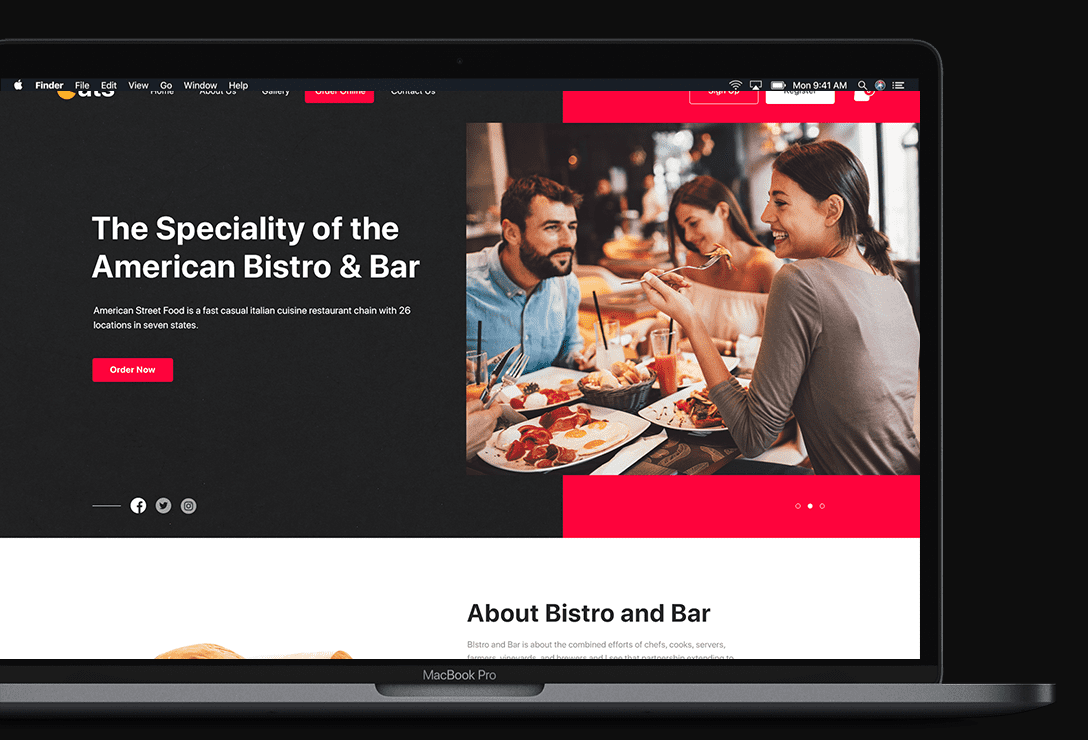 Finder File Edit View Go Window Help Mon 9:41 AM
Home About Us Gallery Order Online Contact Us Sign Up Register
The Speciality of the
American Bistro & Bar
American Street Food is a fast casual italian cuisine restaurant chain with 26
locations in seven states.
Order Now
About Bistro and Bar
Bistro and Bar is about the combined efforts of chefs, cooks, servers,
farmers, vineyards, and brewers and I see that partnership extending to
MacBook Pro